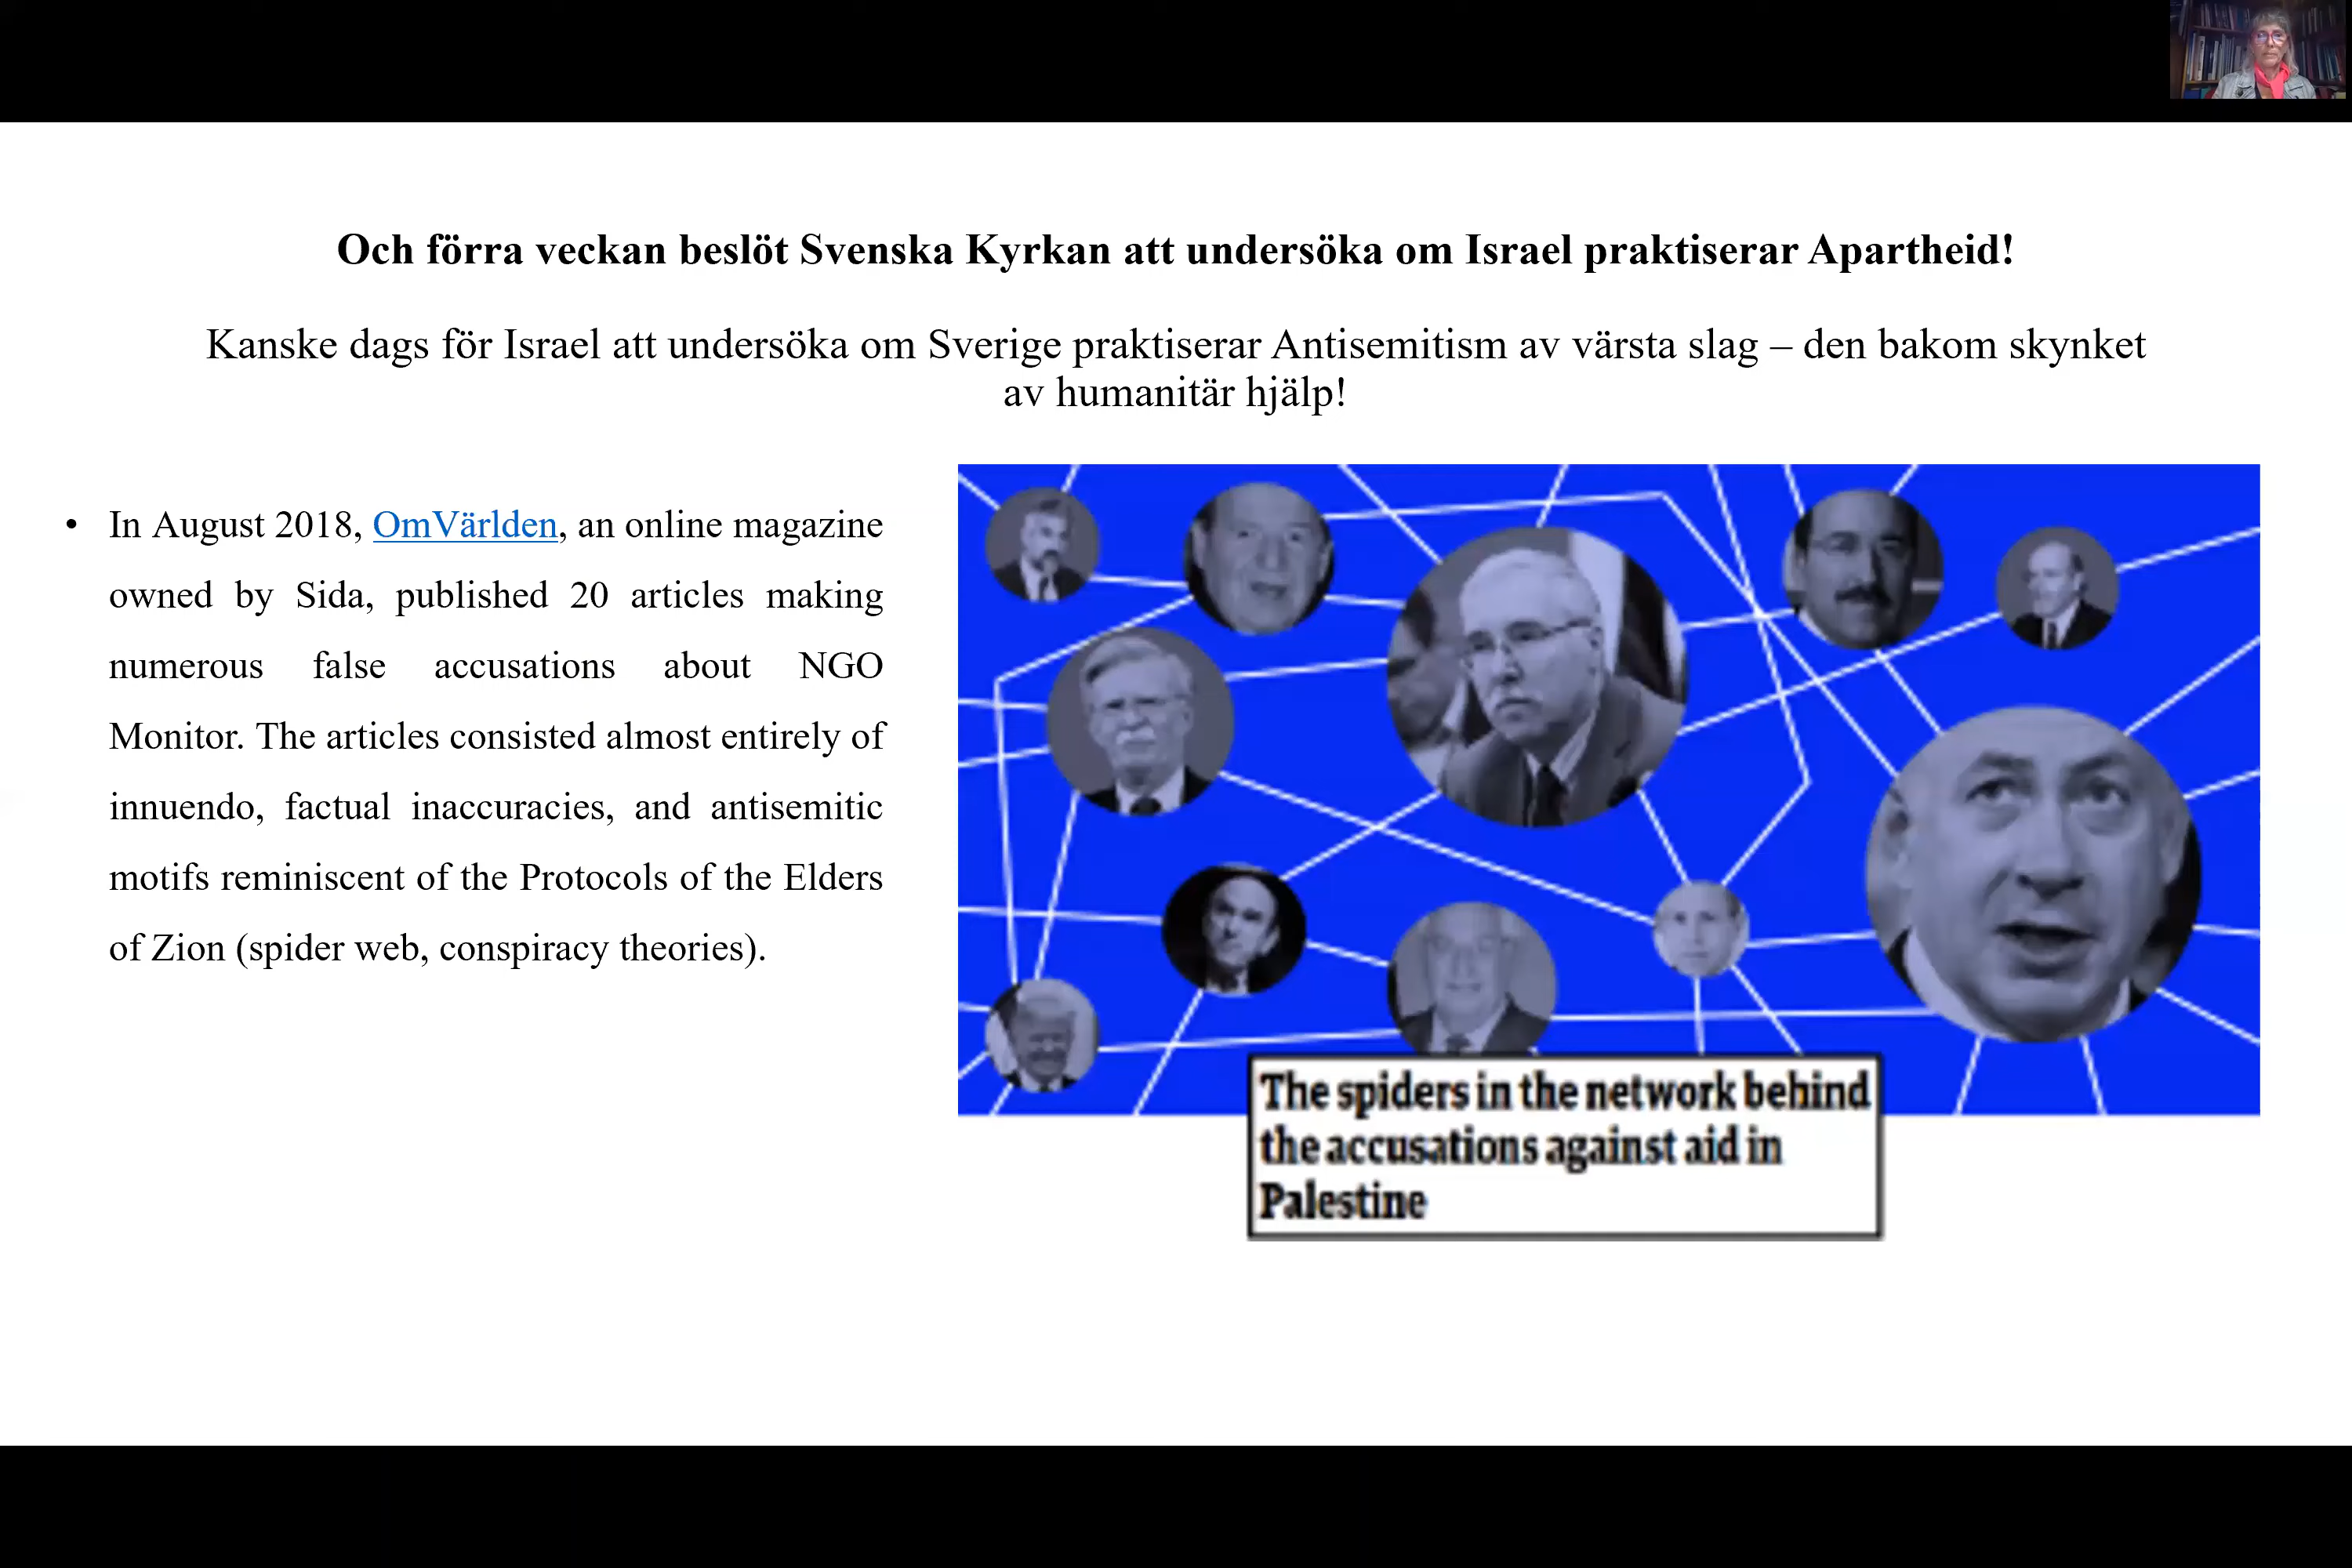 Och förra veckan beslöt Svenska Kyrkan att undersöka om Israel praktiserar Apartheid!
Kanske dags för Israel att undersöka om Sverige praktiserar Antisemitism av värsta slag – den bakom skynket
av humanitär hjälp!
• In August 2018, OmVärlden, an online magazine
owned by Sida, published 20 articles making
numerous false accusations about NGO
Monitor. The articles consisted almost entirely of
innuendo, factual inaccuracies, and antisemitic
motifs reminiscent of the Protocols of the Elders
of Zion (spider web, conspiracy theories).
The spiders in the network behind
the accusations against aid in
Palestine